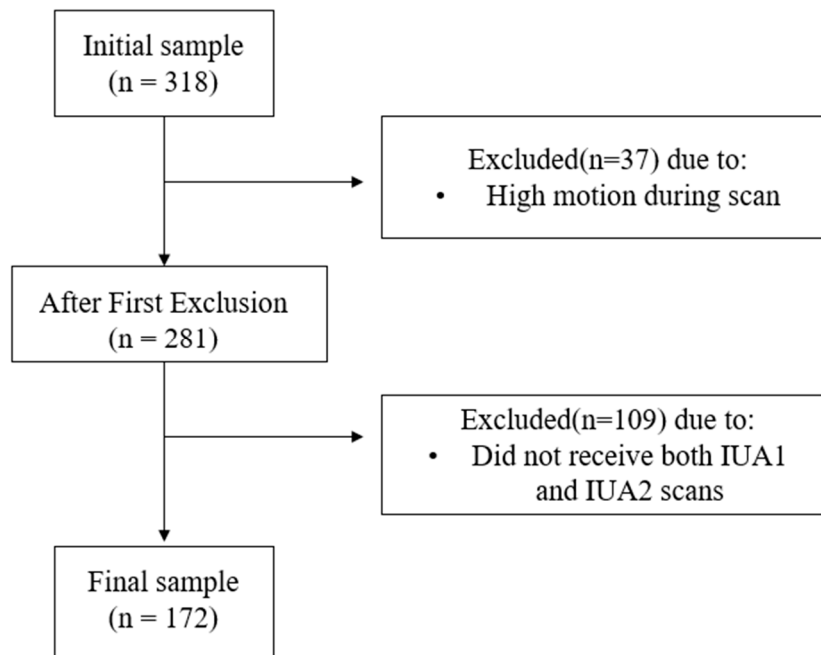 Initial sample
(n = 318)
Excluded(n=37) due to:
• High motion during scan
After First Exclusion
(n = 281)
Excluded(n=109) due to:
• Did not receive both IUA1
and IUA2 scans
Final sample
(n = 172)